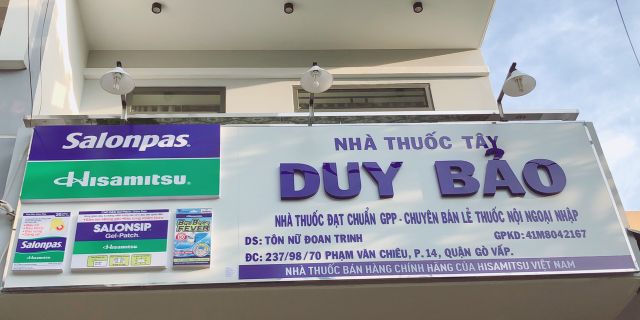 Salonpas.
Hisamitsu.
Salonpas
Hisamitsu
SALONSIP
Gel-Patch
Hisamitsu
FEVER
NHÀ THUỐC TÂY
DUY BẢO
NHÀ THUỐC ĐẠT CHUẨN GPP - CHUYÊN BÁN LẺ THUỐC NỘI NGOẠI NHẬP
DS: TÔN NỮ ĐOAN TRINH
GPKD: 41M8042167
ĐC: 237/98/70 PHẠM VĂN CHIÊU, P.14, QUẬN GÒ VẤP.
NHÀ THUỐC BÁN HÀNG CHÍNH HÃNG CỦA HISAMITSU VIỆT NAM